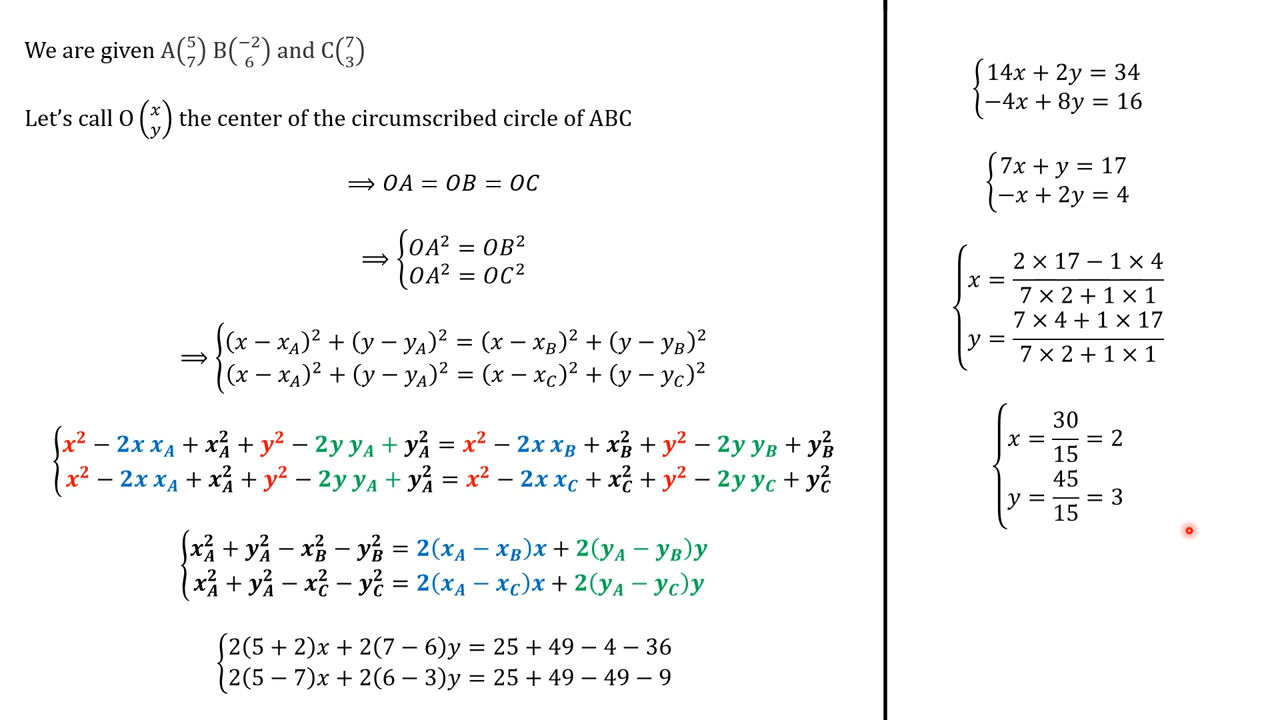 We are given A(5 7) B(−2 6) and C(7 3)
Let's call O (x y) the center of the circumscribed circle of ABC
⟹ OA = OB = OC
⟹ { OA² = OB²
OA² = OC²
⟹ { (x − x_A)² + (y − y_A)² = (x − x_B)² + (y − y_B)²
(x − x_A)² + (y − y_A)² = (x − x_C)² + (y − y_C)²
{ x² − 2x x_A + x_A² + y² − 2y y_A + y_A² = x² − 2x x_B + x_B² + y² − 2y y_B + y_B²
x² − 2x x_A + x_A² + y² − 2y y_A + y_A² = x² − 2x x_C + x_C² + y² − 2y y_C + y_C²
{ x_A² + y_A² − x_B² − y_B² = 2(x_A − x_B)x + 2(y_A − y_B)y
x_A² + y_A² − x_C² − y_C² = 2(x_A − x_C)x + 2(y_A − y_C)y
{ 2(5 + 2)x + 2(7 − 6)y = 25 + 49 − 4 − 36
2(5 − 7)x + 2(6 − 3)y = 25 + 49 − 49 − 9
{ 14x + 2y = 34
−4x + 8y = 16
{ 7x + y = 17
−x + 2y = 4
{ x = (2 × 17 − 1 × 4) / (7 × 2 + 1 × 1)
y = (7 × 4 + 1 × 17) / (7 × 2 + 1 × 1)
{ x = 30/15 = 2
y = 45/15 = 3